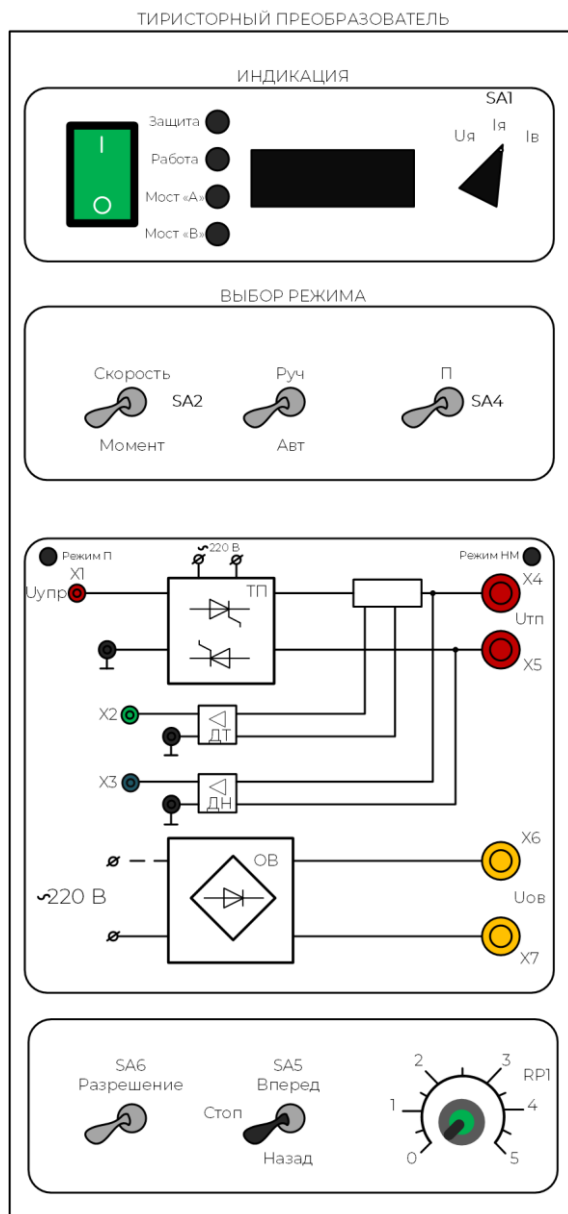 ТИРИСТОРНЫЙ ПРЕОБРАЗОВАТЕЛЬ
ИНДИКАЦИЯ
SA1
Защита
Uя
Iя
Iв
Работа
Мост «А»
Мост «В»
I
O
ВЫБОР РЕЖИМА
Скорость
Руч
П
SA2
SA4
Момент
Авт
Режим П
~220 В
Режим НМ
X1
ТП
X4
Uупр
Uтп
X5
X2
ДТ
X3
ДН
ОВ
X6
~220 В
Uов
X7
SA6
Разрешение
SA5
Вперед
Стоп
Назад
2
3
RP1
1
4
0
5